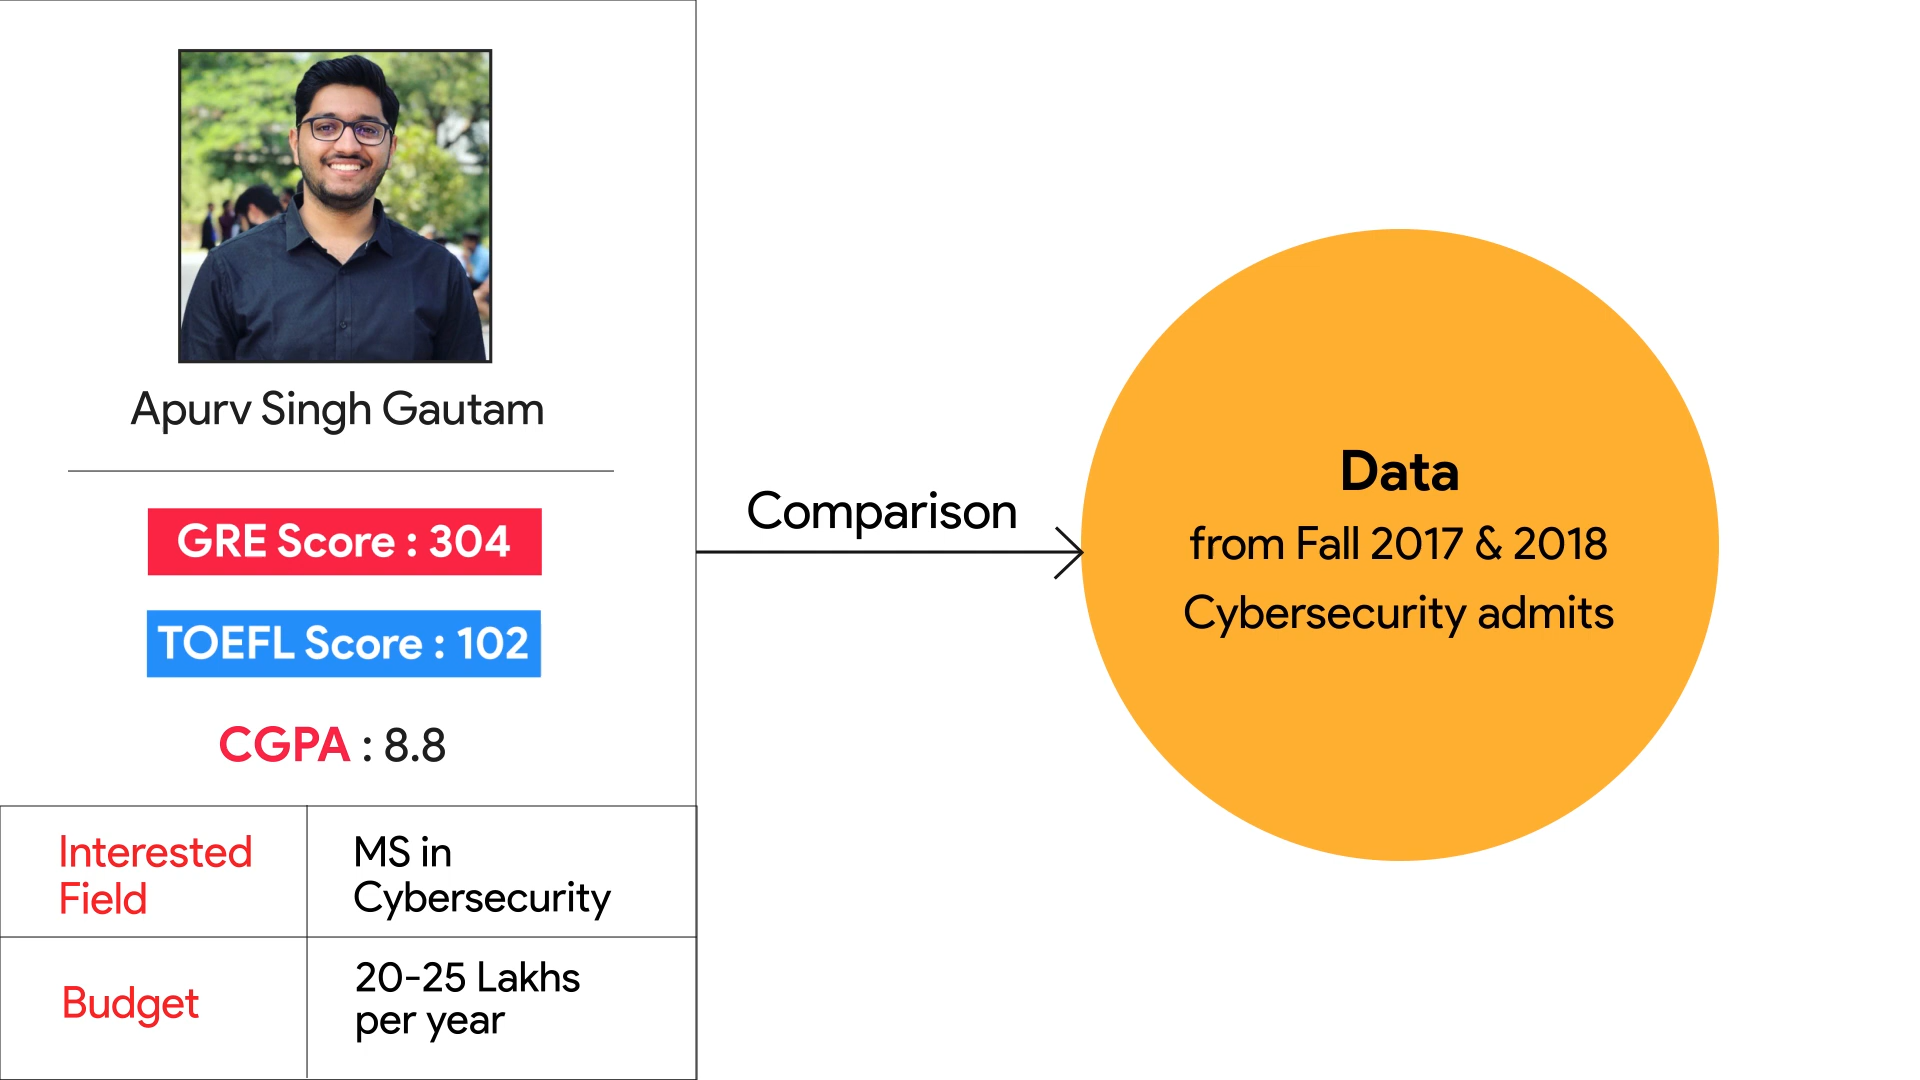 Apurv Singh Gautam
GRE Score : 304
TOEFL Score : 102
CGPA : 8.8
Interested
Field
MS in
Cybersecurity
Budget
20-25 Lakhs
per year
Comparison
Data
from Fall 2017 & 2018
Cybersecurity admits